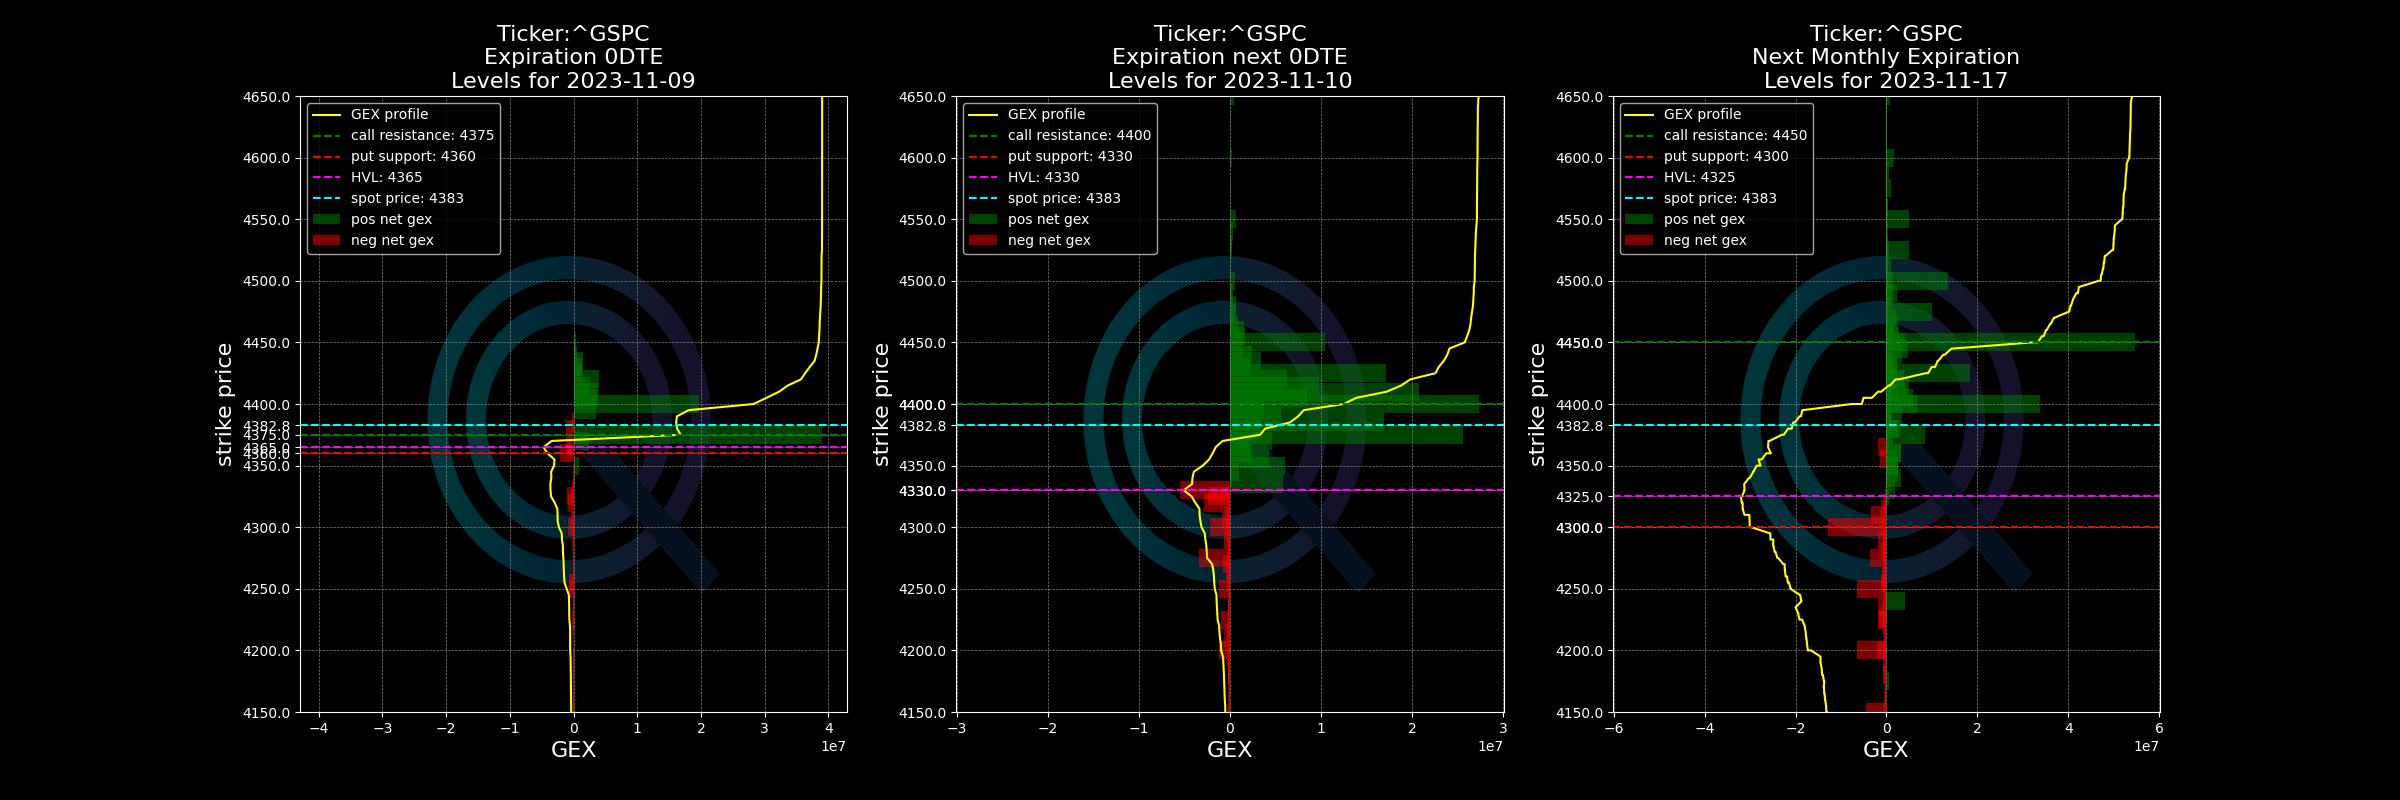 Ticker:^GSPC
Expiration 0DTE
Levels for 2023-11-09
4650.0
4600.0
4550.0
4500.0
4450.0
4400.0
4382.8
4375.0
4365.0
4360.0
4350.0
4300.0
4250.0
4200.0
4150.0
strike price
GEX profile
call resistance: 4375
put support: 4360
HVL: 4365
spot price: 4383
pos net gex
neg net gex
−4 −3 −2 −1 0 1 2 3 4
1e7
GEX
Ticker:^GSPC
Expiration next 0DTE
Levels for 2023-11-10
4650.0
4600.0
4550.0
4500.0
4450.0
4400.0
4382.8
4350.0
4330.0
4300.0
4250.0
4200.0
4150.0
strike price
GEX profile
call resistance: 4400
put support: 4330
HVL: 4330
spot price: 4383
pos net gex
neg net gex
−3 −2 −1 0 1 2 3
1e7
GEX
Ticker:^GSPC
Next Monthly Expiration
Levels for 2023-11-17
4650.0
4600.0
4550.0
4500.0
4450.0
4400.0
4382.8
4350.0
4325.0
4300.0
4250.0
4200.0
4150.0
strike price
GEX profile
call resistance: 4450
put support: 4300
HVL: 4325
spot price: 4383
pos net gex
neg net gex
−6 −4 −2 0 2 4 6
1e7
GEX